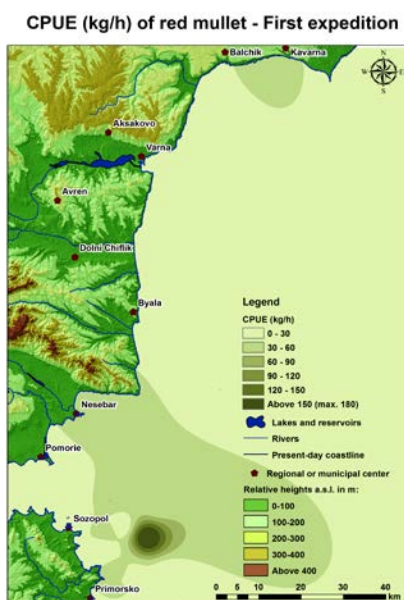 CPUE (kg/h) of red mullet - First expedition
Balchik
Kavarna
N
W
E
S
Aksakovo
Varna
Avren
Dolni Chiflik
Byala
Legend
CPUE (kg/h)
0 - 30
30 - 60
60 - 90
90 - 120
120 - 150
Above 150 (max. 180)
Lakes and reservoirs
Rivers
Present-day coastline
Regional or municipal center
Relative heights a.s.l. in m:
0-100
100-200
200-300
300-400
Above 400
Nesebar
Pomorie
Sozopol
Primorsko
0 5 10 20 30 40
km